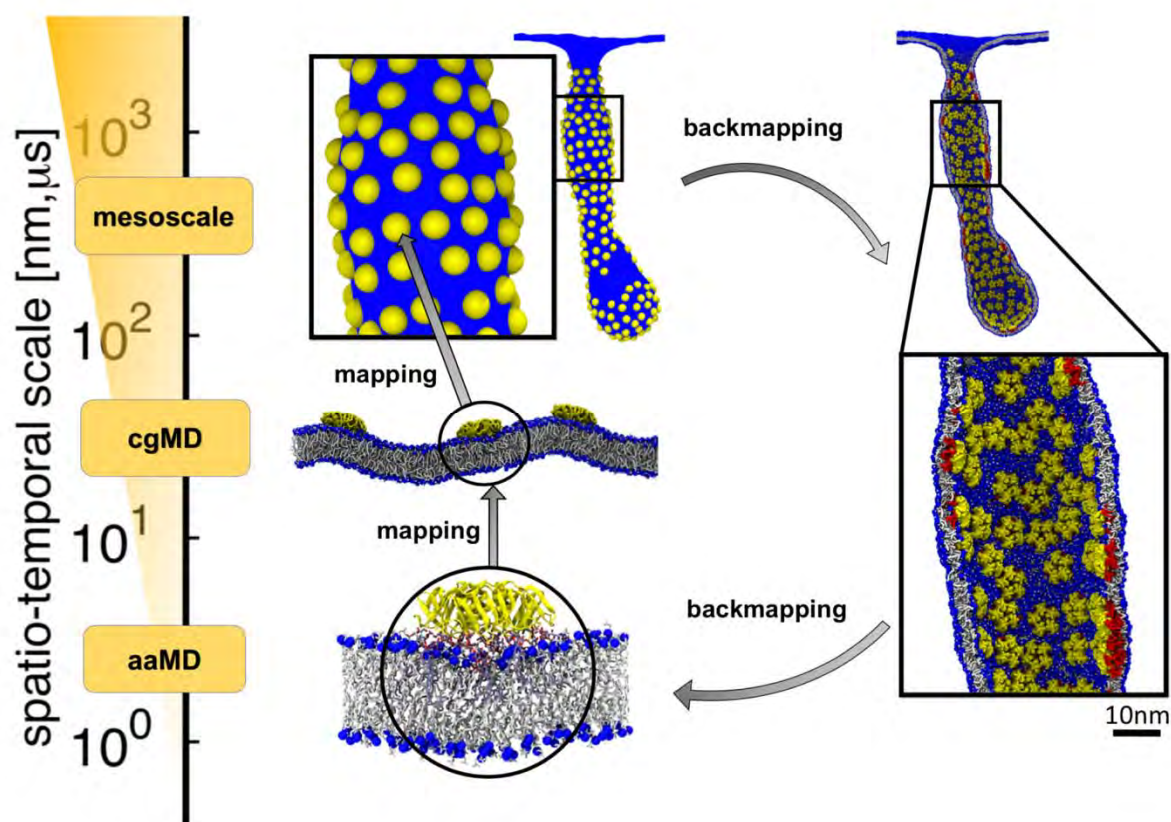 spatio-temporal scale [nm,μs]
10³
mesoscale
10²
cgMD
10¹
aaMD
10⁰
backmapping
mapping
mapping
backmapping
10nm